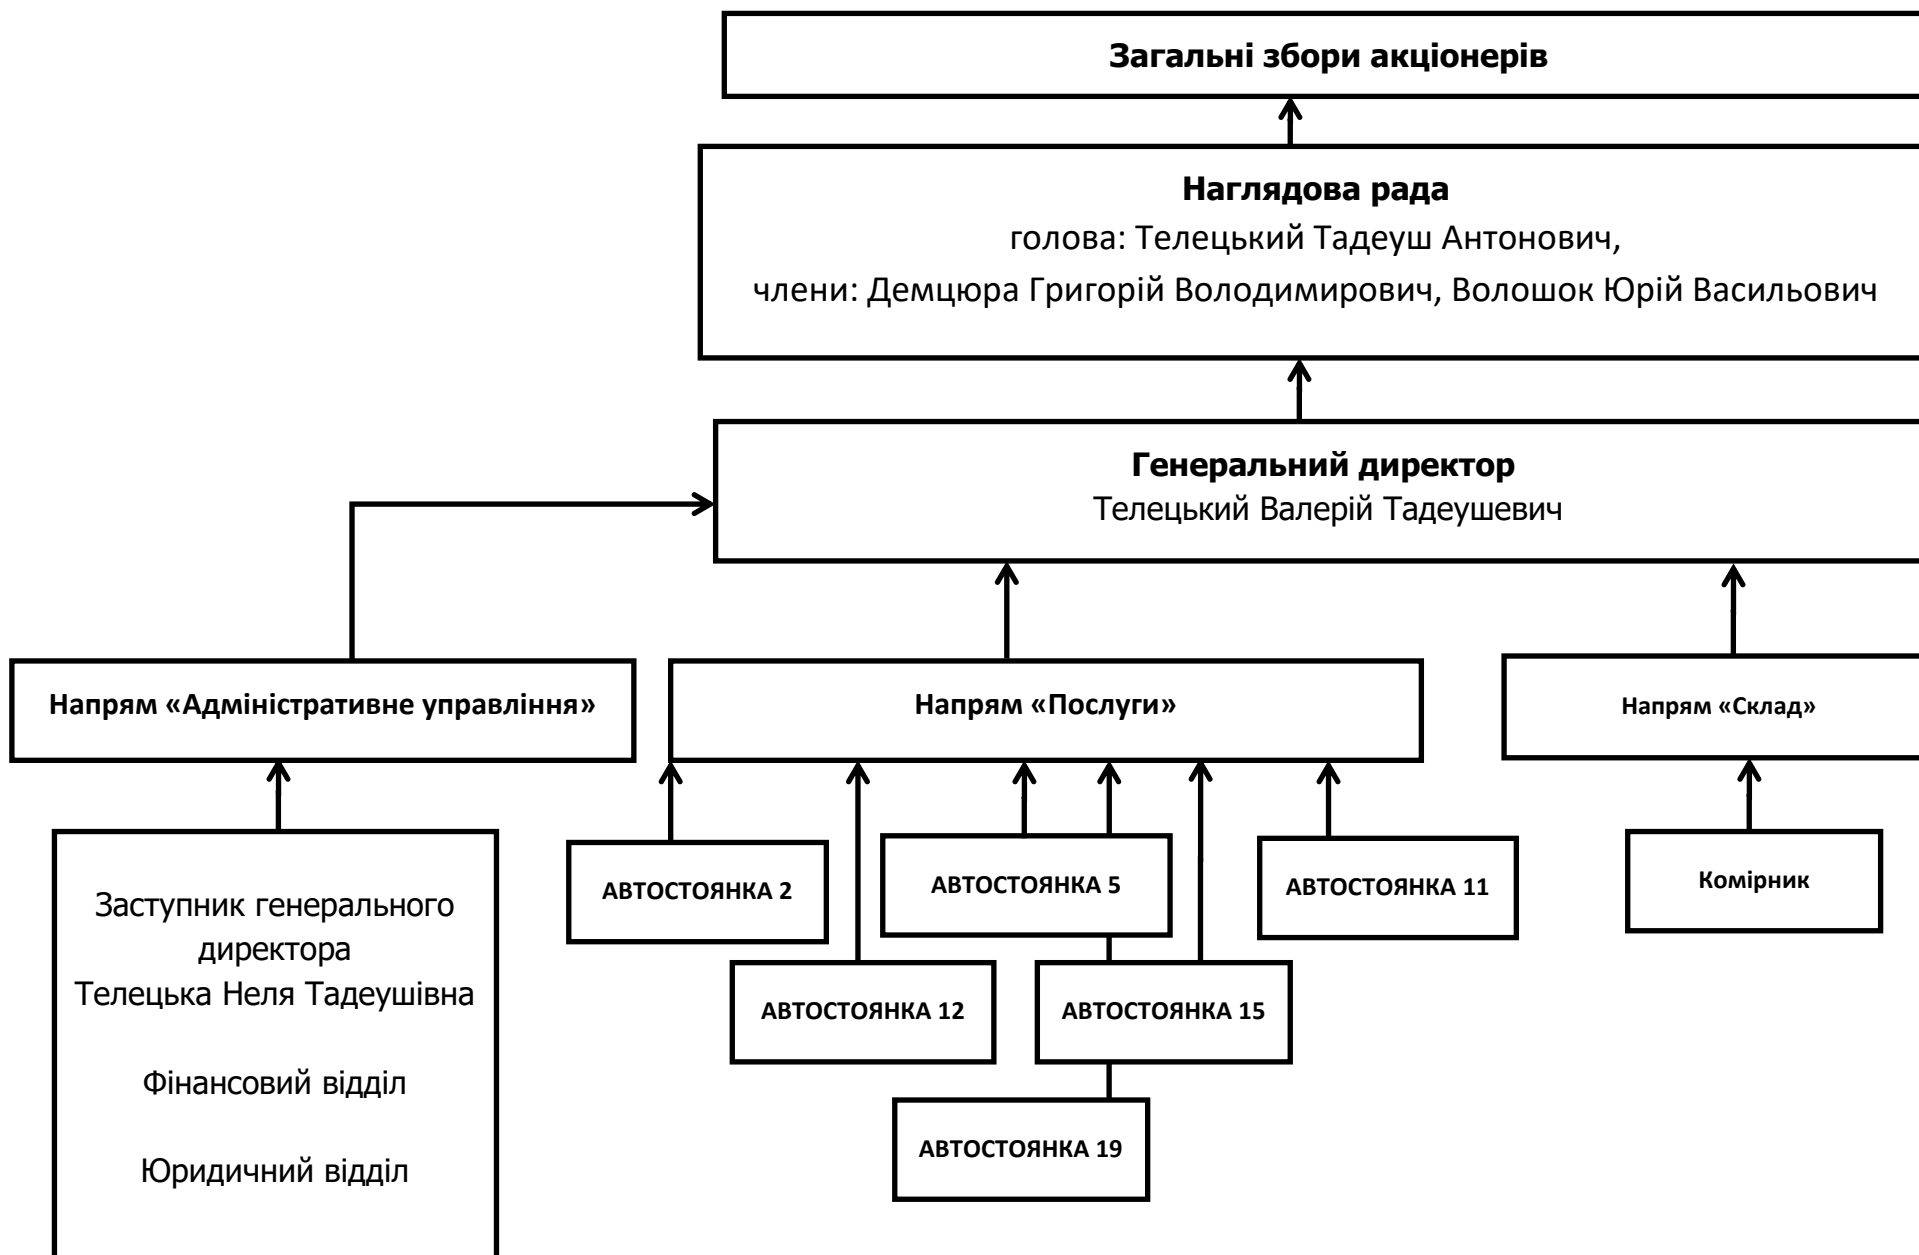 Загальні збори акціонерів
Наглядова рада
голова: Телецький Тадеуш Антонович,
члени: Демцюра Григорій Володимирович, Волошок Юрій Васильович
Генеральний директор
Телецький Валерій Тадеушевич
Напрям «Адміністративне управління»
Напрям «Послуги»
Напрям «Склад»
Заступник генерального
директора
Телецька Неля Тадеушівна
Фінансовий відділ
Юридичний відділ
АВТОСТОЯНКА 2
АВТОСТОЯНКА 5
АВТОСТОЯНКА 11
Комірник
АВТОСТОЯНКА 12
АВТОСТОЯНКА 15
АВТОСТОЯНКА 19